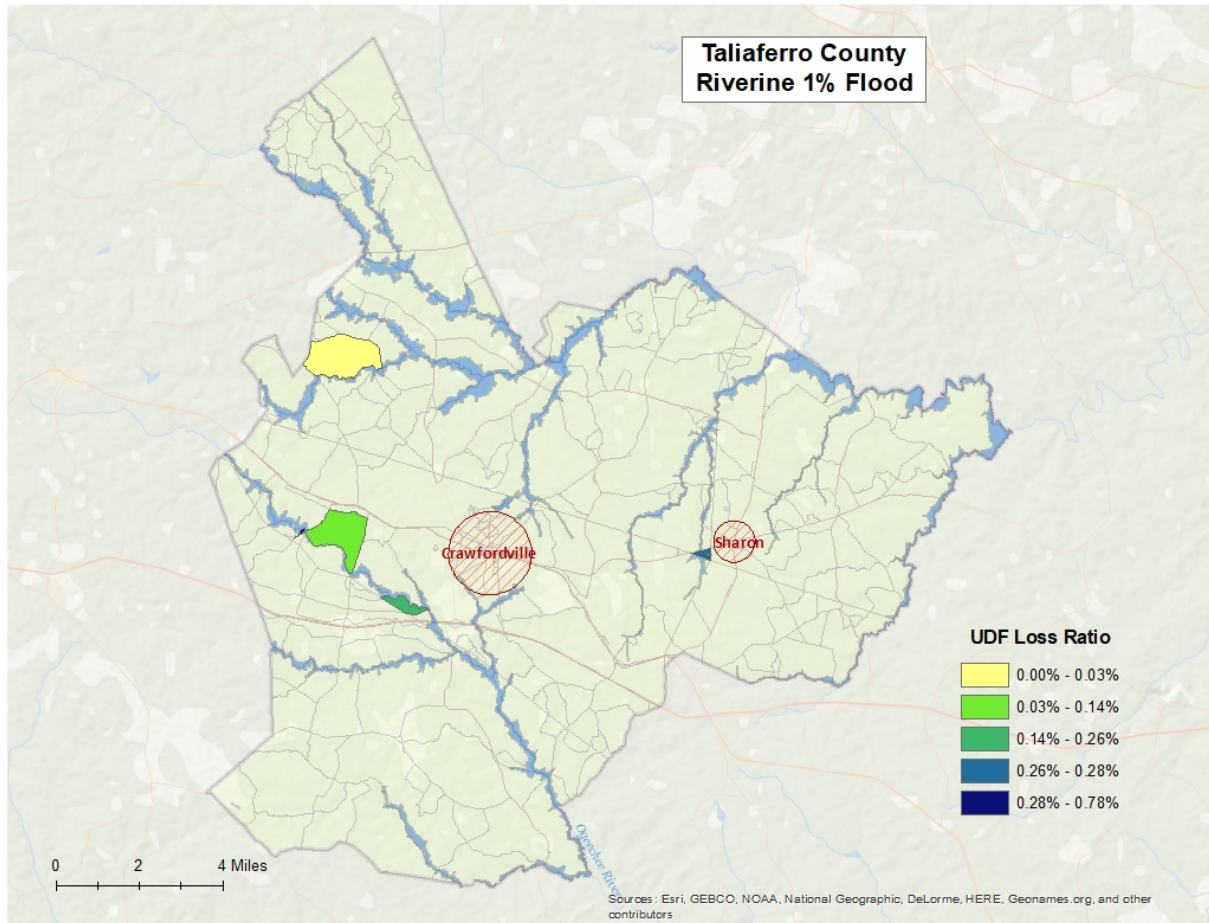 Taliaferro County
Riverine 1% Flood
Crawfordville
Sharon
UDF Loss Ratio
0.00% - 0.03%
0.03% - 0.14%
0.14% - 0.26%
0.26% - 0.28%
0.28% - 0.78%
0 2 4 Miles
Ogeechee River
Sources: Esri, GEBCO, NOAA, National Geographic, DeLorme, HERE, Geonames.org, and other
contributors